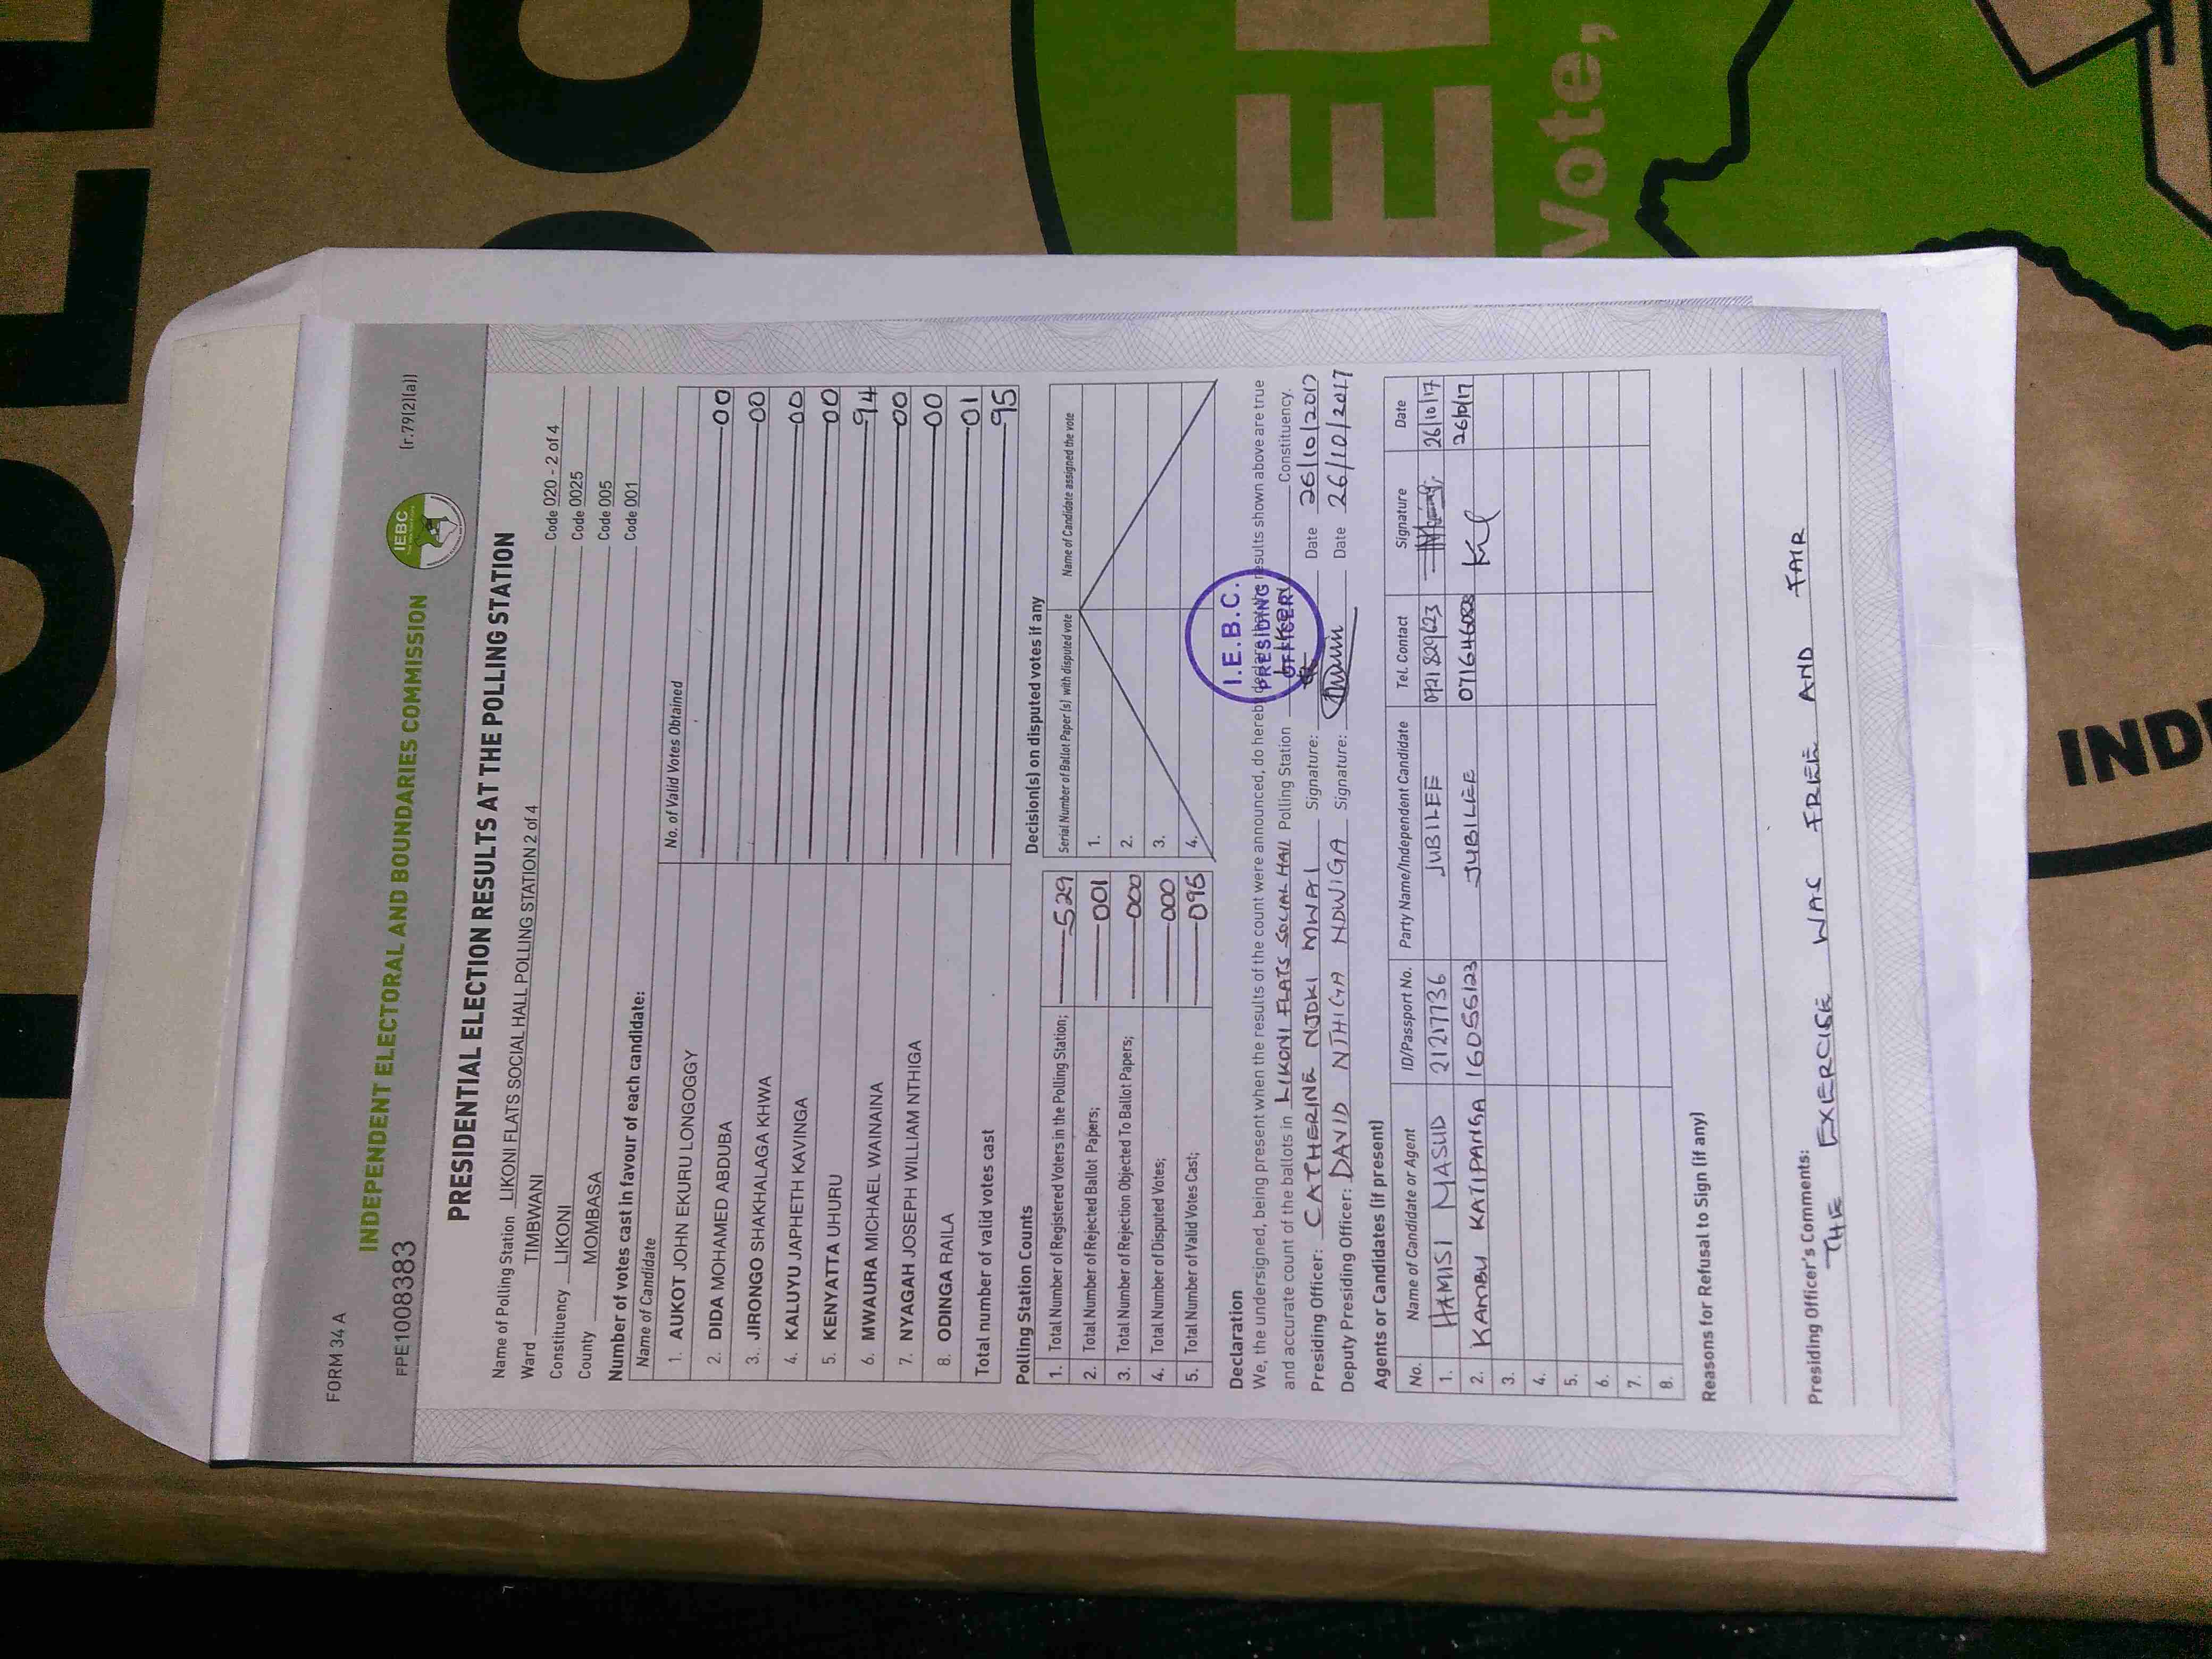 FORM 34 A
INDEPENDENT ELECTORAL AND BOUNDARIES COMMISSION
IEBC
FPE1008383
(r.79(2)(a))
PRESIDENTIAL ELECTION RESULTS AT THE POLLING STATION
Name of Polling Station LIKONI FLATS SOCIAL HALL POLLING STATION 2 of 4 Code 020 - 2 of 4
Ward TIMBWANI Code 0025
Constituency LIKONI Code 005
County MOMBASA Code 001
Number of votes cast in favour of each candidate:
Name of Candidate No. of Valid Votes Obtained
1. AUKOT JOHN EKURU LONGOGGY 00
2. DIDA MOHAMED ABDUBA 00
3. JIRONGO SHAKHALAGA KHWA 00
4. KALUYU JAPHETH KAVINGA 00
5. KENYATTA UHURU 94
6. MWAURA MICHAEL WAINAINA 00
7. NYAGAH JOSEPH WILLIAM NTHIGA 00
8. ODINGA RAILA 01
Total number of valid votes cast 95
Polling Station Counts
1. Total Number of Registered Voters in the Polling Station; 529
2. Total Number of Rejected Ballot Papers; 001
3. Total Number of Rejection Objected To Ballot Papers; 000
4. Total Number of Disputed Votes; 000
5. Total Number of Valid Votes Cast; 095
Decision(s) on disputed votes if any
Serial Number of Ballot Paper(s) with disputed vote Name of Candidate assigned the vote
1.
2.
3.
4.
Declaration
We, the undersigned, being present when the results of the count were announced, do hereby declare that the results shown above are true
and accurate count of the ballots in LIKONI FLATS SOCIAL HALL Polling Station LIKONI Constituency.
I.E.B.C. PRESIDING OFFICER
Presiding Officer: CATHERINE NJOKI MWAI Signature: Date 26/10/2017
Deputy Presiding Officer: DAVID NTHIGA NDWIGA Signature: Date 26/10/2017
Agents or Candidates (if present)
No. Name of Candidate or Agent ID/Passport No. Party Name/Independent Candidate Tel. Contact Signature Date
1. HAMISI MASUD 21217736 JUBILEE 0721829623 26/10/17
2. KAMBU KATIPANGA 16055123 JUBILEE 26/10/17
3.
4.
5.
6.
7.
8.
Reasons for Refusal to Sign (if any)
Presiding Officer's Comments:
THE EXERCISE WAS FREE AND FAIR
Vote,
IND